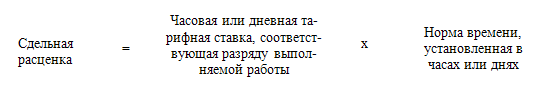 Сдельная
расценка
=
Часовая или дневная та-
рифная ставка, соответст-
вующая разряду выпол-
няемой работы
х
Норма времени,
установленная в
часах или днях